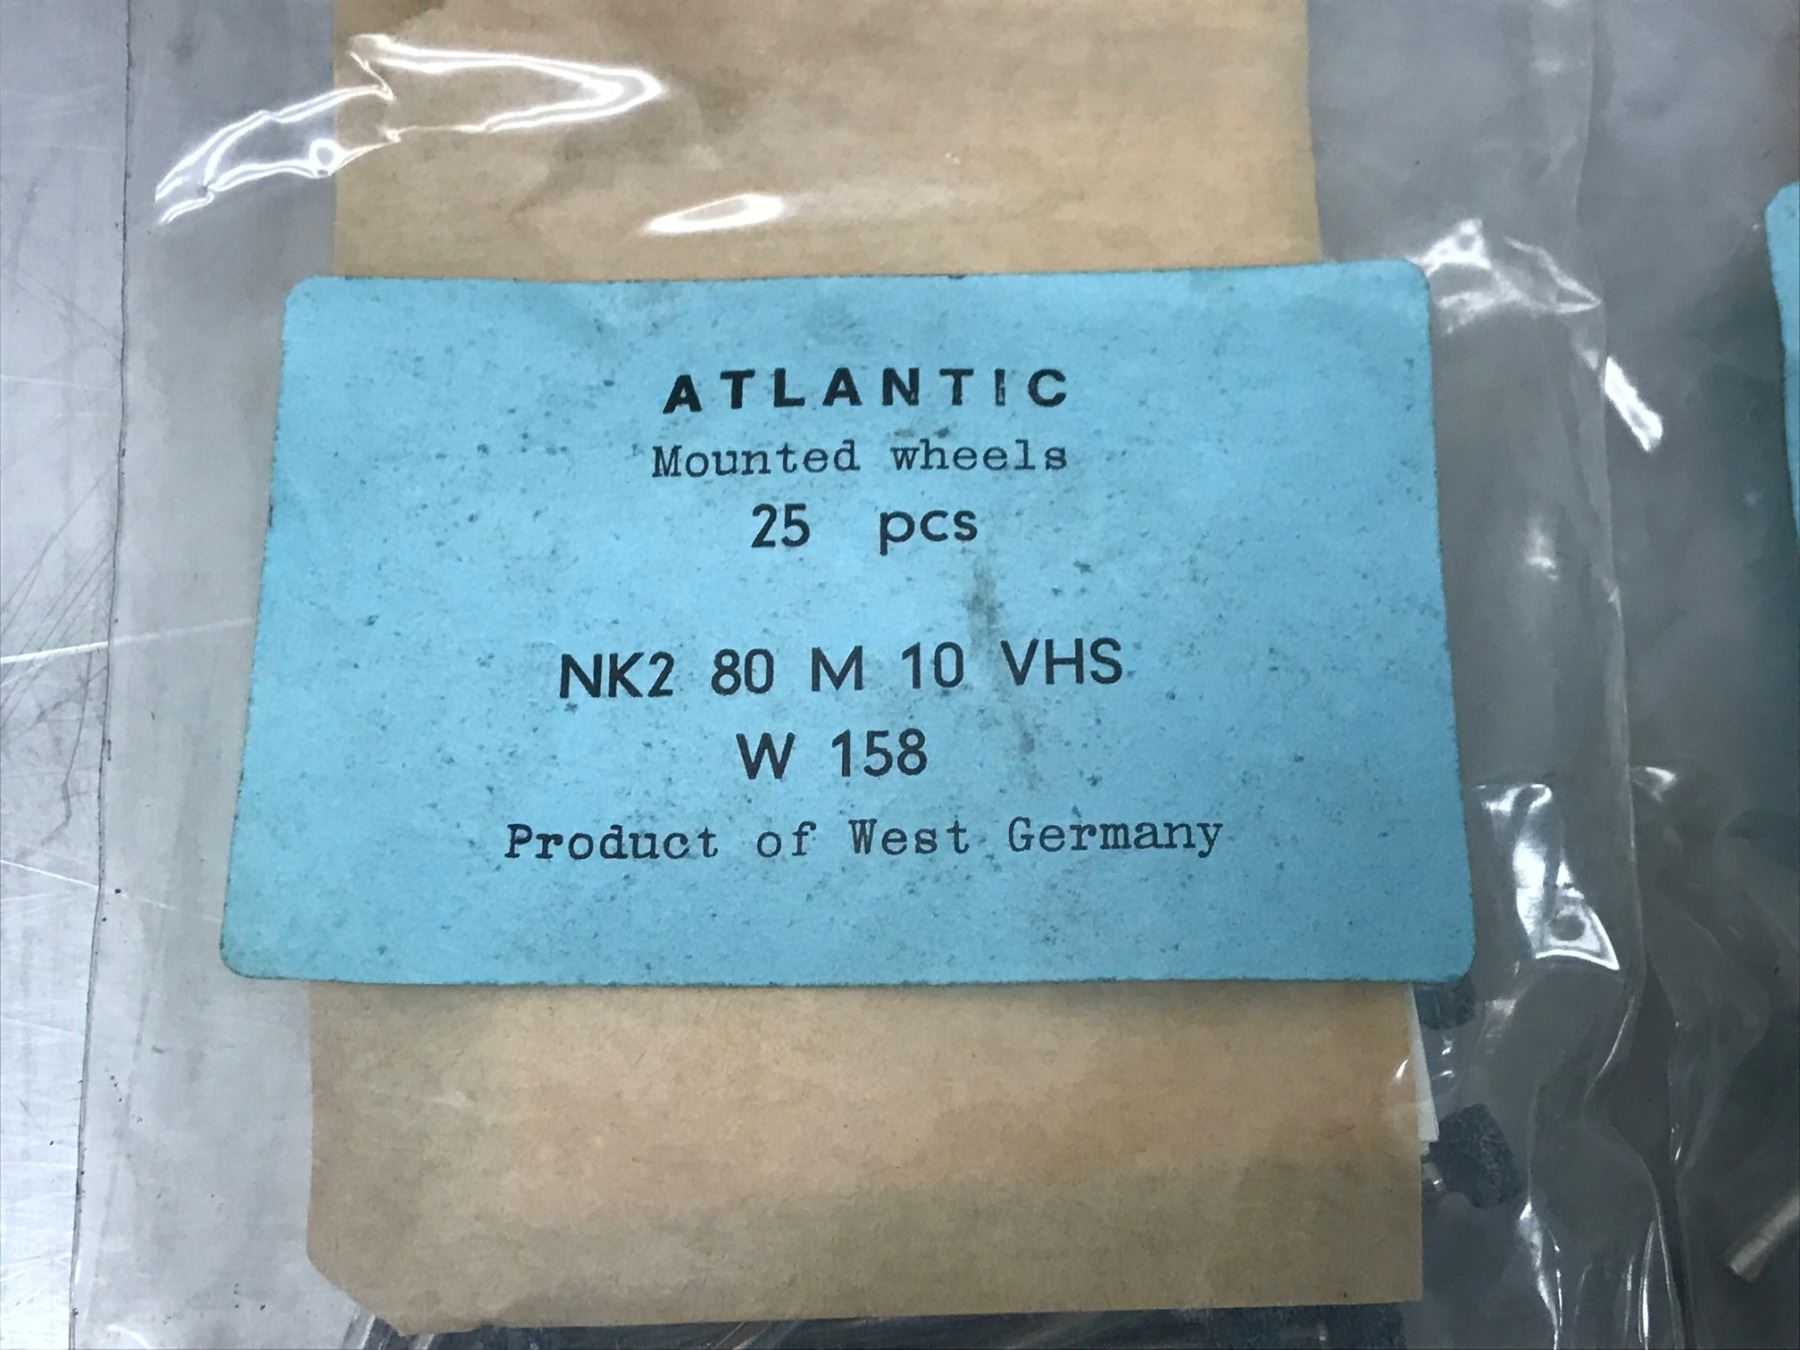 ATLANTIC
Mounted wheels
25 pcs
NK2 80 M 10 VHS
W 158
Product of West Germany